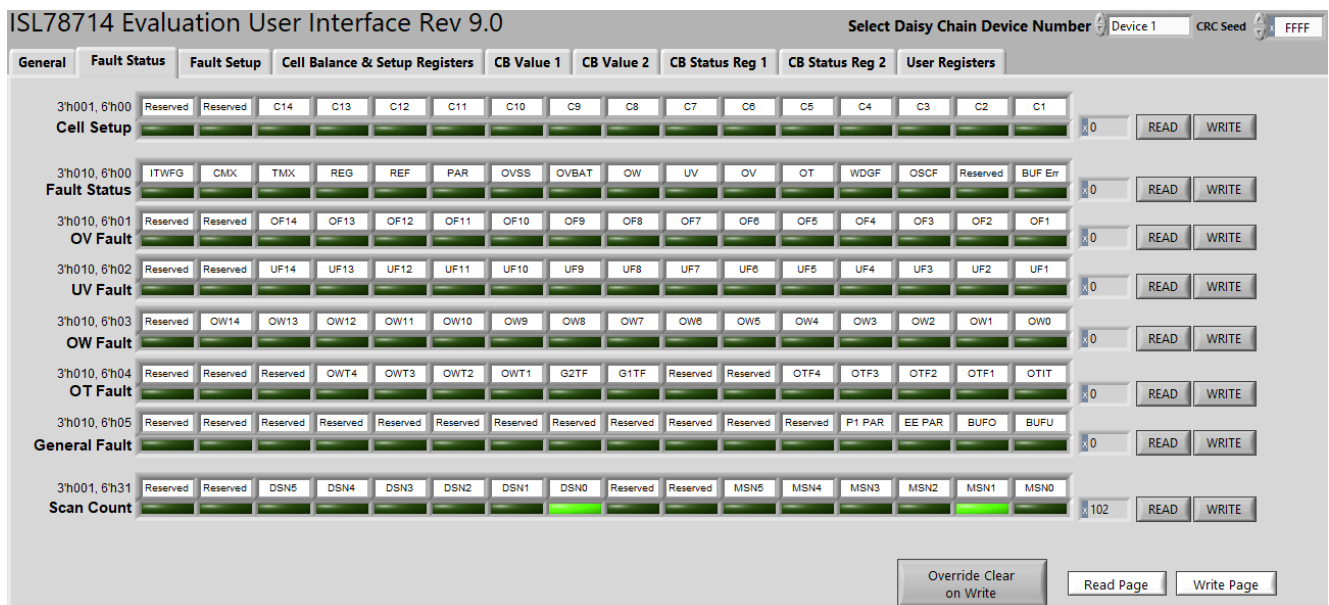 ISL78714 Evaluation User Interface Rev 9.0
Select Daisy Chain Device Number Device 1 CRC Seed x FFFF
General Fault Status Fault Setup Cell Balance & Setup Registers CB Value 1 CB Value 2 CB Status Reg 1 CB Status Reg 2 User Registers
3'h001, 6'h00 Reserved Reserved C14 C13 C12 C11 C10 C9 C8 C7 C6 C5 C4 C3 C2 C1
Cell Setup x 0 READ WRITE
3'h010, 6'h00 ITWFG CMX TMX REG REF PAR OVSS OVBAT OW UV OV OT WDGF OSCF Reserved BUF Err
Fault Status x 0 READ WRITE
3'h010, 6'h01 Reserved Reserved OF14 OF13 OF12 OF11 OF10 OF9 OF8 OF7 OF6 OF5 OF4 OF3 OF2 OF1
OV Fault x 0 READ WRITE
3'h010, 6'h02 Reserved Reserved UF14 UF13 UF12 UF11 UF10 UF9 UF8 UF7 UF6 UF5 UF4 UF3 UF2 UF1
UV Fault x 0 READ WRITE
3'h010, 6'h03 Reserved OW14 OW13 OW12 OW11 OW10 OW9 OW8 OW7 OW6 OW5 OW4 OW3 OW2 OW1 OW0
OW Fault x 0 READ WRITE
3'h010, 6'h04 Reserved Reserved Reserved OWT4 OWT3 OWT2 OWT1 G2TF G1TF Reserved Reserved OTF4 OTF3 OTF2 OTF1 OTIT
OT Fault x 0 READ WRITE
3'h010, 6'h05 Reserved Reserved Reserved Reserved Reserved Reserved Reserved Reserved Reserved Reserved Reserved Reserved P1 PAR EE PAR BUFO BUFU
General Fault x 0 READ WRITE
3'h001, 6'h31 Reserved Reserved DSN5 DSN4 DSN3 DSN2 DSN1 DSN0 Reserved Reserved MSN5 MSN4 MSN3 MSN2 MSN1 MSN0
Scan Count x 102 READ WRITE
Override Clear
on Write
Read Page Write Page